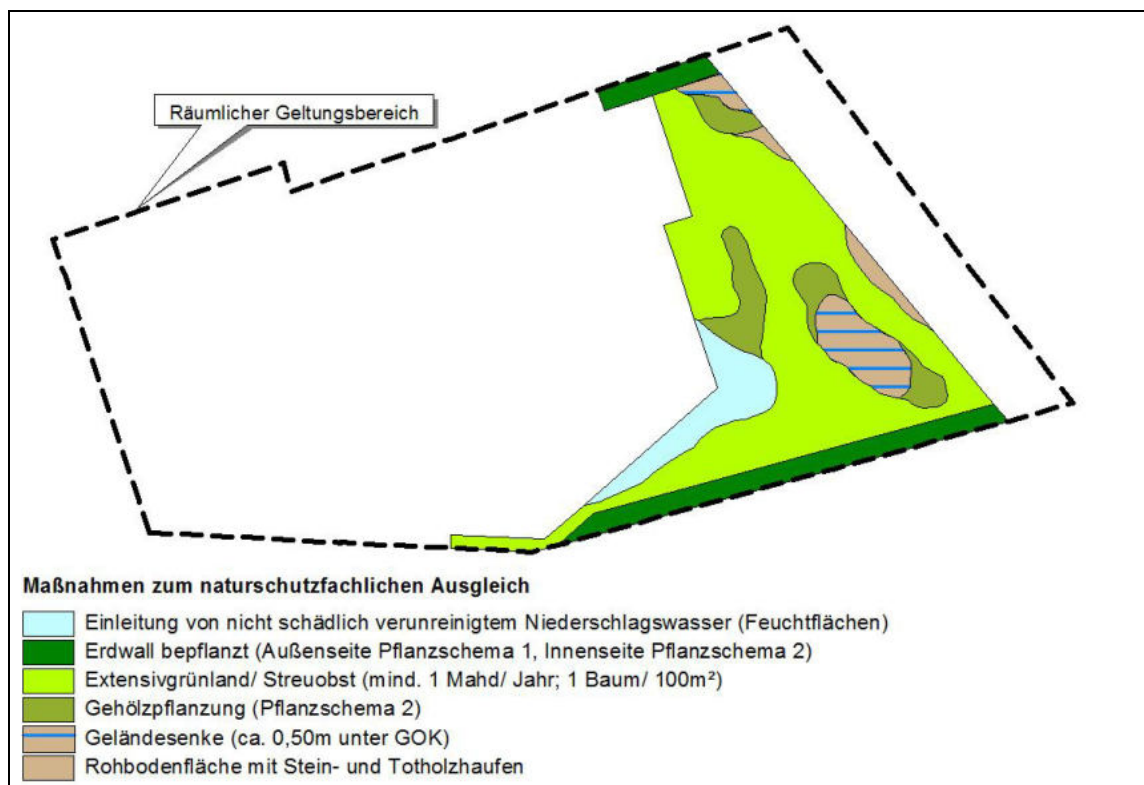 Räumlicher Geltungsbereich
Maßnahmen zum naturschutzfachlichen Ausgleich
Einleitung von nicht schädlich verunreinigtem Niederschlagswasser (Feuchtflächen)
Erdwall bepflanzt (Außenseite Pflanzschema 1, Innenseite Pflanzschema 2)
Extensivgrünland/ Streuobst (mind. 1 Mahd/ Jahr; 1 Baum/ 100m²)
Gehölzpflanzung (Pflanzschema 2)
Geländesenke (ca. 0,50m unter GOK)
Rohbodenfläche mit Stein- und Totholzhaufen